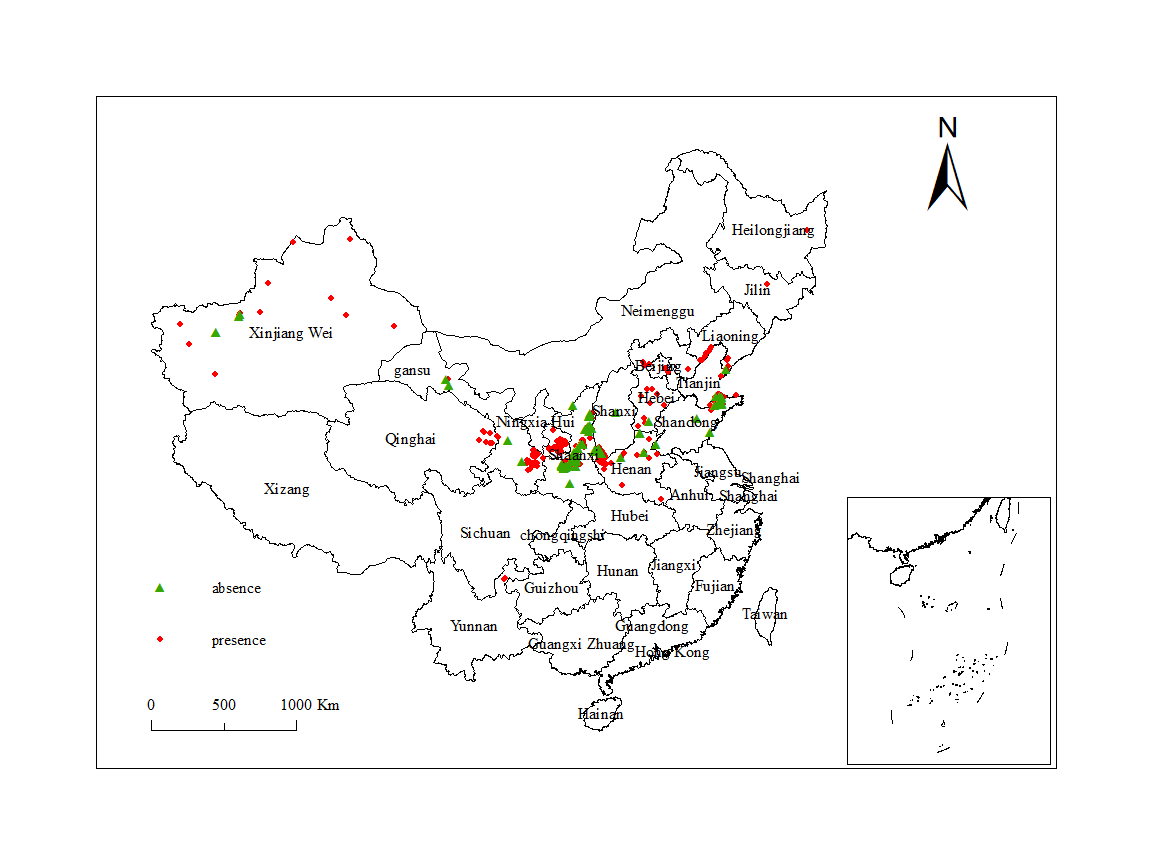 N
Heilongjiang
Jilin
Neimenggu
Xinjiang Wei
Liaoning
gansu
Beijing
Tianjin
Hebei
Shanxi
Ningxia Hui
Shandong
Qinghai
Shaanxi
Henan
Jiangsu
Shanghai
Xizang
Anhui
Shanghai
Hubei
Sichuan
chongqingshi
Zhejiang
Jiangxi
Hunan
absence
Guizhou
Fujian
Taiwan
Yunnan
Guangdong
presence
Guangxi Zhuang
Hong Kong
0 500 1000 Km
Hainan